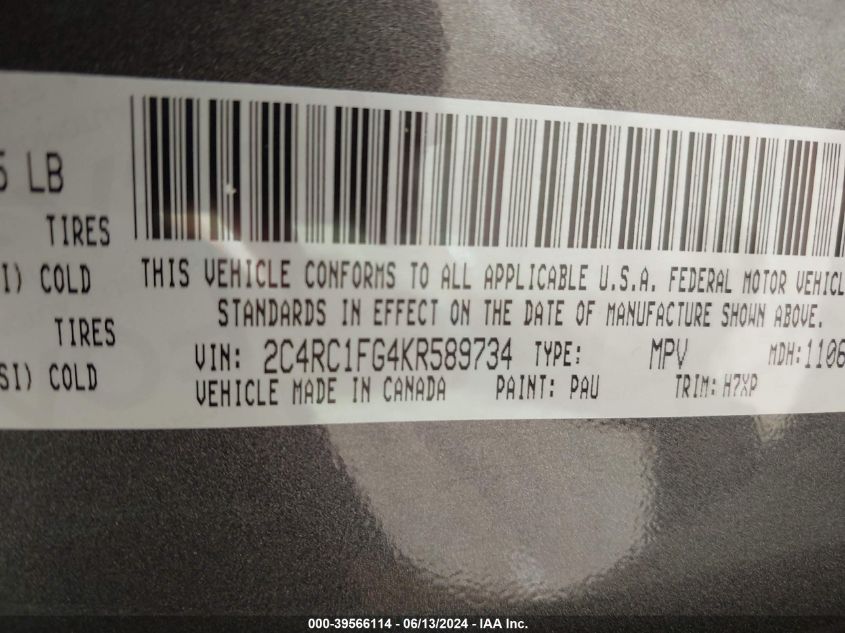 5 LB
TIRES
I) COLD
TIRES
SI) COLD
THIS VEHICLE CONFORMS TO ALL APPLICABLE U.S.A. FEDERAL MOTOR VEHICL
STANDARDS IN EFFECT ON THE DATE OF MANUFACTURE SHOWN ABOVE.
VIN: 2C4RC1FG4KR589734 TYPE: MPV MDH: 1106
VEHICLE MADE IN CANADA PAINT: PAU TRIM: H7XP
000-39566114 - 06/13/2024 - IAA Inc.